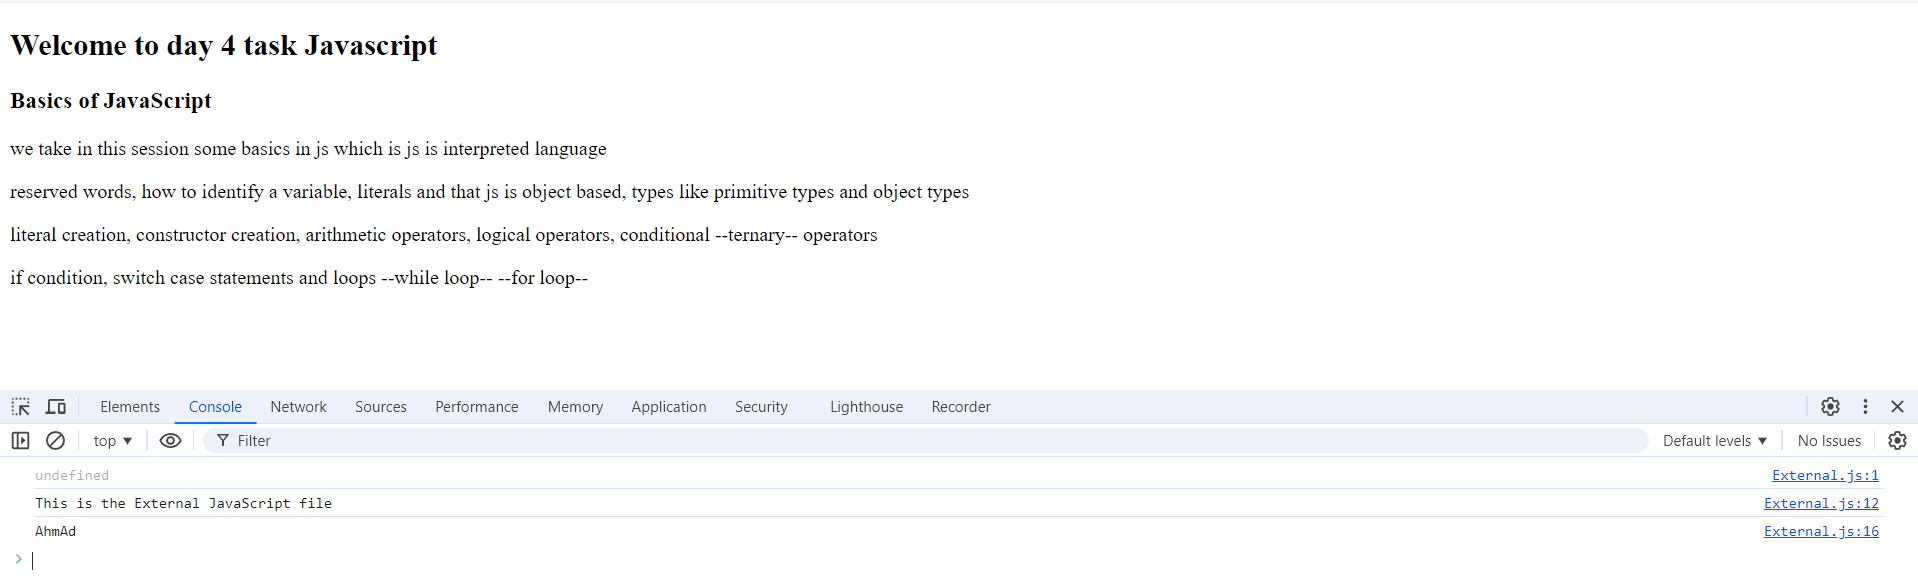 Welcome to day 4 task Javascript
Basics of JavaScript
we take in this session some basics in js which is js is interpreted language
reserved words, how to identify a variable, literals and that js is object based, types like primitive types and object types
literal creation, constructor creation, arithmetic operators, logical operators, conditional --ternary-- operators
if condition, switch case statements and loops --while loop-- --for loop--
Elements Console Network Sources Performance Memory Application Security Lighthouse Recorder
top Filter Default levels No Issues
undefined External.js:1
This is the External JavaScript file External.js:12
AhmAd External.js:16